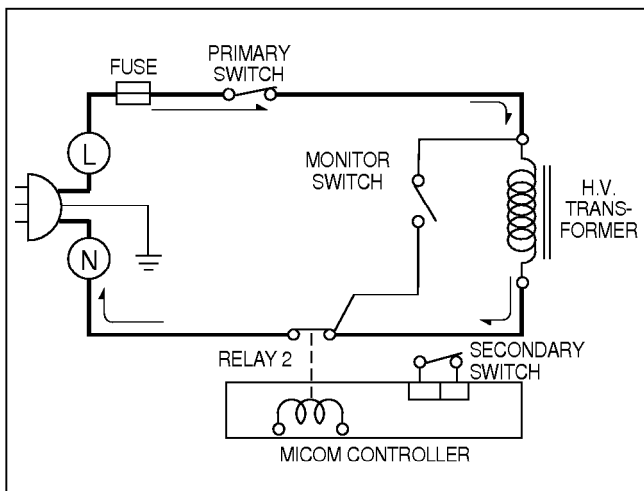 PRIMARY
SWITCH
FUSE
L
MONITOR
SWITCH
H.V.
TRANS-
FORMER
N
RELAY 2
SECONDARY
SWITCH
MICOM CONTROLLER